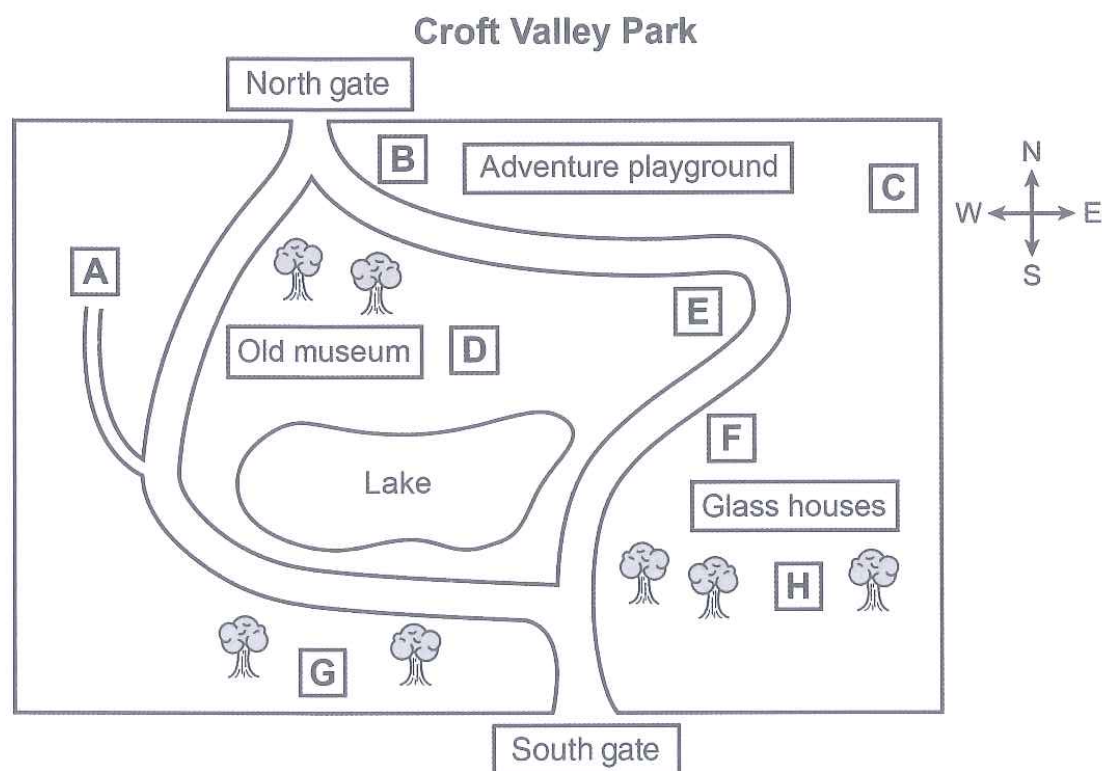 Croft Valley Park
North gate
B
Adventure playground
C
N
W E
S
A
E
Old museum
D
F
Lake
Glass houses
H
G
South gate